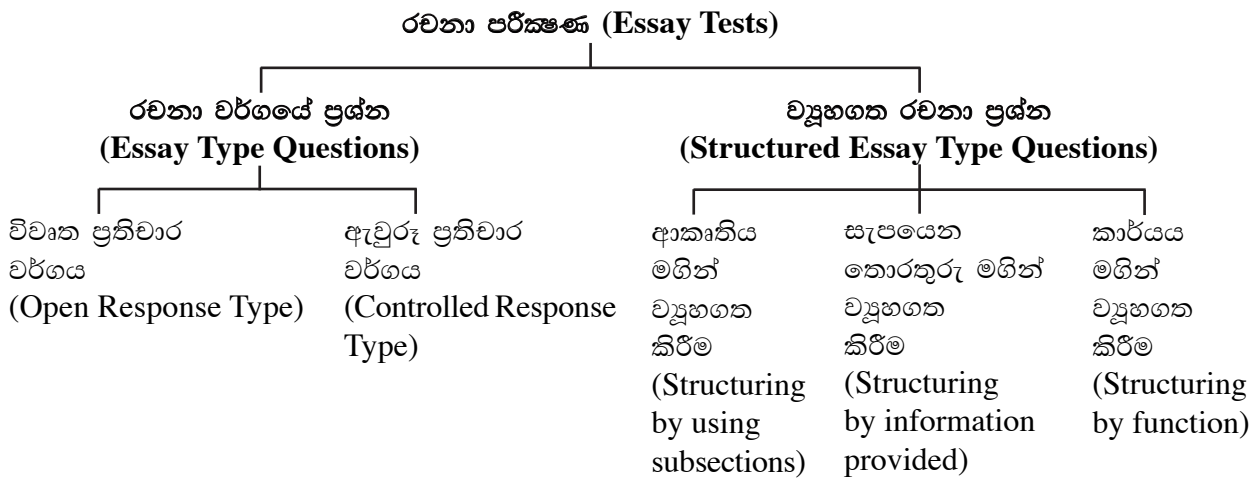 රචනා පරීක්ෂණ (Essay Tests)
රචනා වර්ගයේ ප්‍රශ්න
(Essay Type Questions)
ව්‍යූහගත රචනා ප්‍රශ්න
(Structured Essay Type Questions)
විවෘත ප්‍රතිචාර
වර්ගය
(Open Response Type)
ඇවුරූ ප්‍රතිචාර
වර්ගය
(Controlled Response
Type)
ආකෘතිය
මගින්
ව්‍යූහගත
කිරීම
(Structuring
by using
subsections)
සැපයෙන
තොරතුරු මගින්
ව්‍යූහගත
කිරීම
(Structuring
by information
provided)
කාර්යය
මගින්
ව්‍යූහගත
කිරීම
(Structuring
by function)